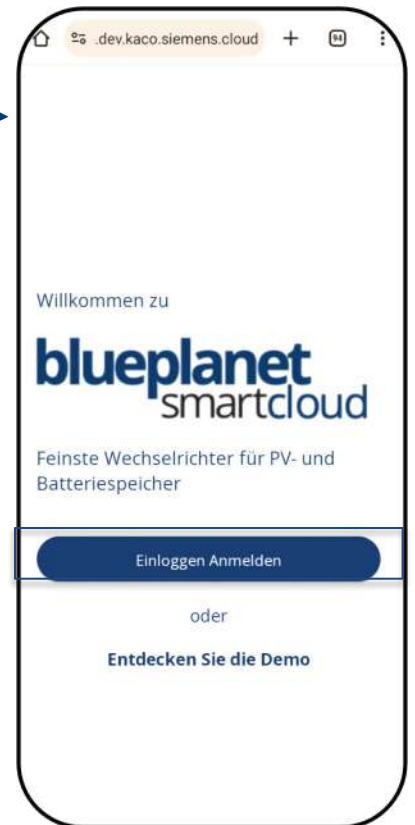 .dev.kaco.siemens.cloud
94
Willkommen zu
blueplanet
smartcloud
Feinste Wechselrichter für PV- und
Batteriespeicher
Einloggen Anmelden
oder
Entdecken Sie die Demo